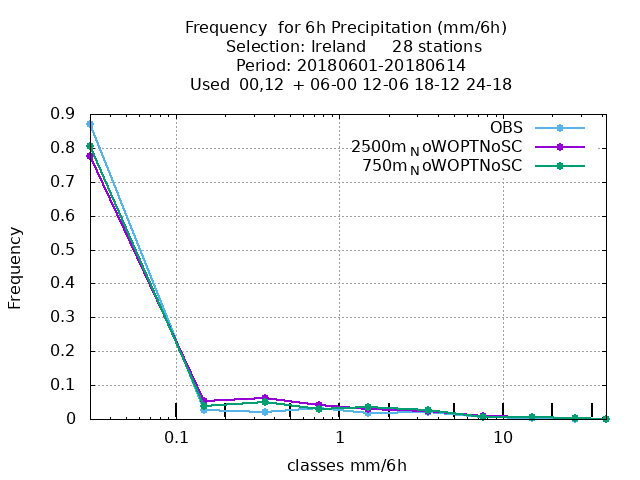 Frequency  for 6h Precipitation (mm/6h)
Selection: Ireland     28 stations
Period: 20180601-20180614
Used  00,12  + 06-00 12-06 18-12 24-18
OBS
2500m_NoWOPTNoSC
750m_NoWOPTNoSC
0.9
0.8
0.7
0.6
0.5
0.4
0.3
0.2
0.1
0
Frequency
0.1 1 10
classes mm/6h